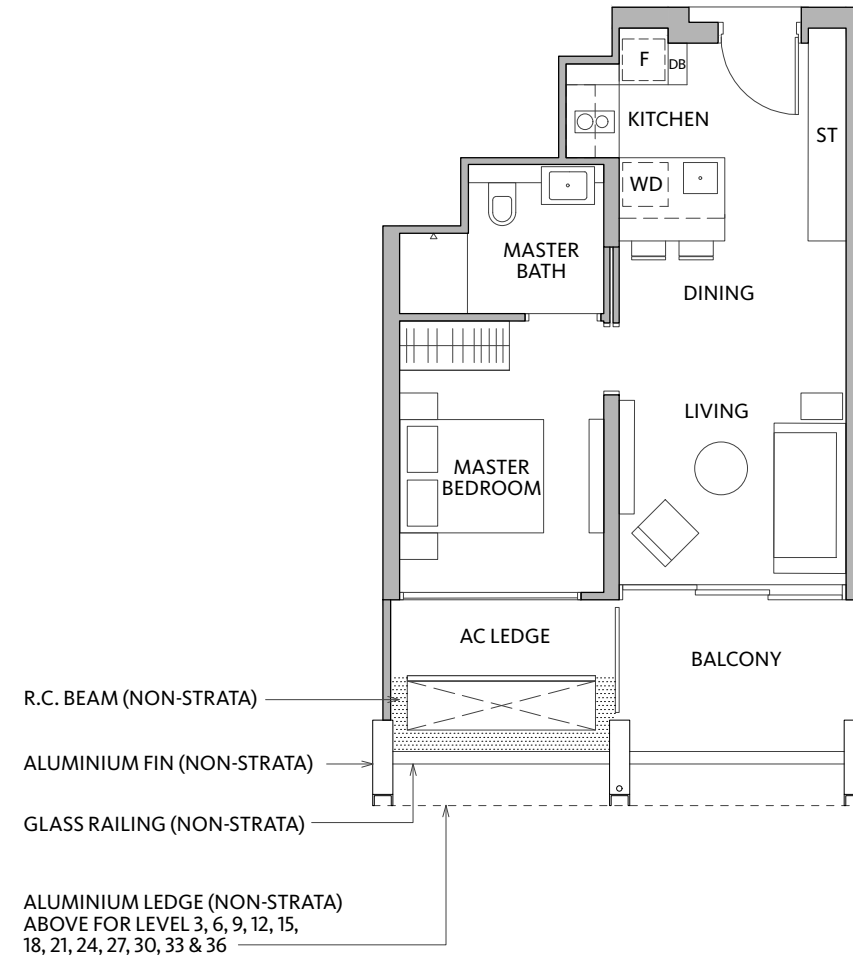 F
DB
KITCHEN
ST
WD
MASTER
BATH
DINING
LIVING
MASTER
BEDROOM
AC LEDGE
BALCONY
R.C. BEAM (NON-STRATA)
ALUMINIUM FIN (NON-STRATA)
GLASS RAILING (NON-STRATA)
ALUMINIUM LEDGE (NON-STRATA)
ABOVE FOR LEVEL 3, 6, 9, 12, 15,
18, 21, 24, 27, 30, 33 & 36